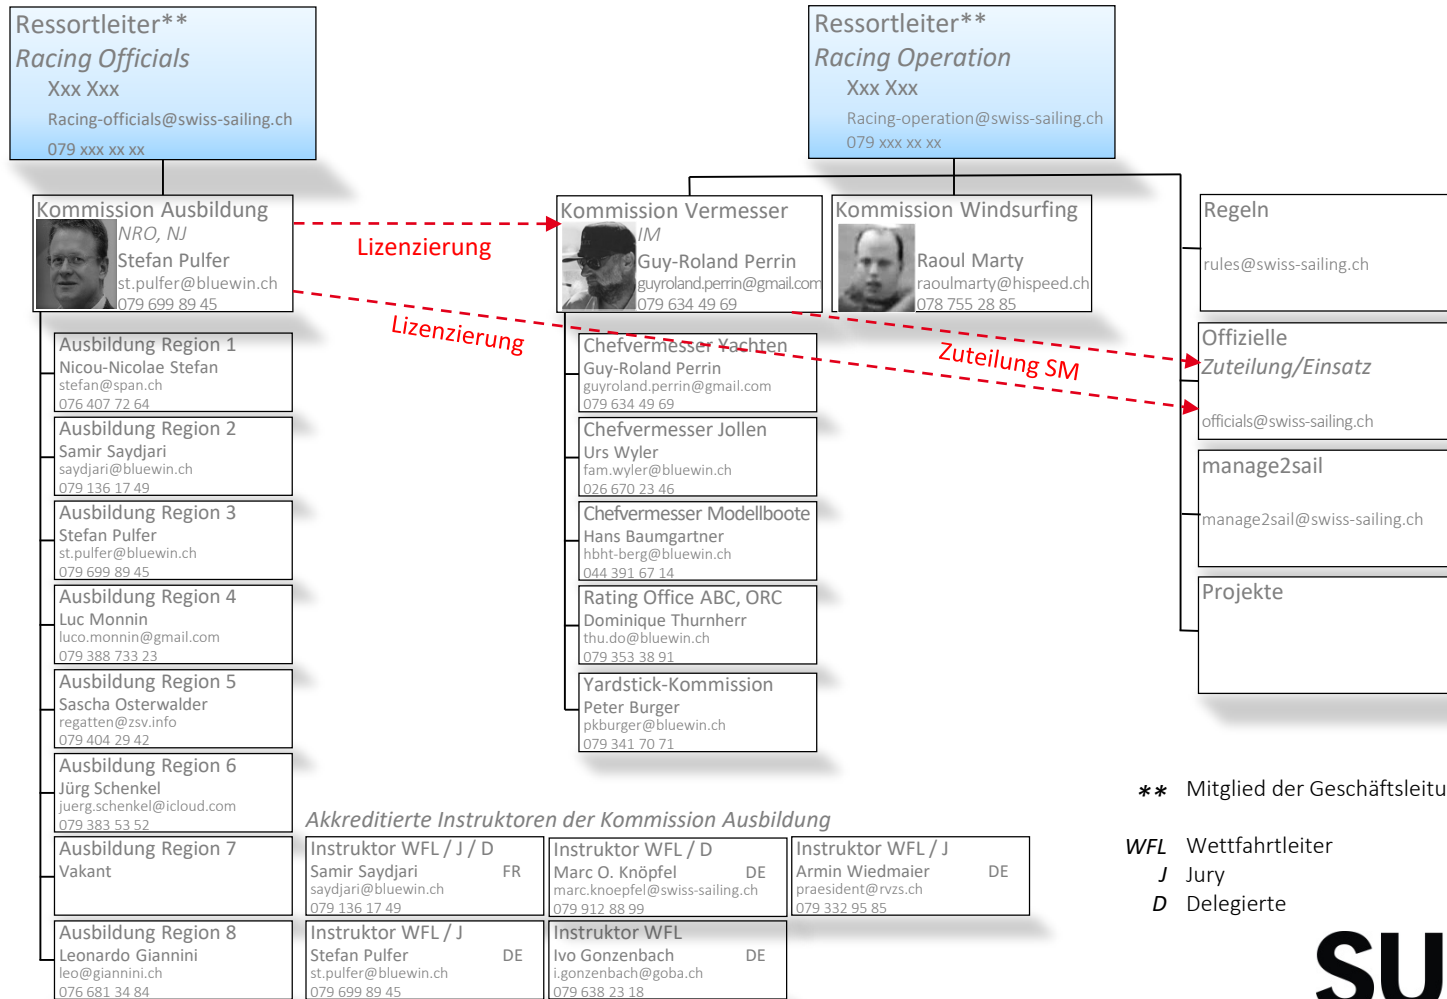 Ressortleiter**
Racing Officials
Xxx Xxx
Racing-officials@swiss-sailing.ch
079 xxx xx xx
Ressortleiter**
Racing Operation
Xxx Xxx
Racing-operation@swiss-sailing.ch
079 xxx xx xx
Kommission Ausbildung
NRO, NJ
Stefan Pulfer
st.pulfer@bluewin.ch
079 699 89 45
Lizenzierung
Lizenzierung
Kommission Vermesser
IM
Guy-Roland Perrin
guyroland.perrin@gmail.com
079 634 49 69
Kommission Windsurfing
Raoul Marty
raoulmarty@hispeed.ch
078 755 28 85
Zuteilung SM
Regeln
rules@swiss-sailing.ch
Offizielle
Zuteilung/Einsatz
officials@swiss-sailing.ch
manage2sail
manage2sail@swiss-sailing.ch
Projekte
Ausbildung Region 1
Nicou-Nicolae Stefan
stefan@span.ch
076 407 72 64
Ausbildung Region 2
Samir Saydjari
saydjari@bluewin.ch
079 136 17 49
Ausbildung Region 3
Stefan Pulfer
st.pulfer@bluewin.ch
079 699 89 45
Ausbildung Region 4
Luc Monnin
luco.monnin@gmail.com
079 388 733 23
Ausbildung Region 5
Sascha Osterwalder
regatten@zsv.info
079 404 29 42
Ausbildung Region 6
Jürg Schenkel
juerg.schenkel@icloud.com
079 383 53 52
Ausbildung Region 7
Vakant
Ausbildung Region 8
Leonardo Giannini
leo@giannini.ch
076 681 34 84
Chefvermesser Yachten
Guy-Roland Perrin
guyroland.perrin@gmail.com
079 634 49 69
Chefvermesser Jollen
Urs Wyler
fam.wyler@bluewin.ch
026 670 23 46
Chefvermesser Modellboote
Hans Baumgartner
hbht-berg@bluewin.ch
044 391 67 14
Rating Office ABC, ORC
Dominique Thurnherr
thu.do@bluewin.ch
079 353 38 91
Yardstick-Kommission
Peter Burger
pkburger@bluewin.ch
079 341 70 71
Akkreditierte Instruktoren der Kommission Ausbildung
Instruktor WFL / J / D
Samir Saydjari FR
saydjari@bluewin.ch
079 136 17 49
Instruktor WFL / D
Marc O. Knöpfel DE
marc.knoepfel@swiss-sailing.ch
079 912 88 99
Instruktor WFL / J
Armin Wiedmaier DE
praesident@rvzs.ch
079 332 95 85
Instruktor WFL / J
Stefan Pulfer DE
st.pulfer@bluewin.ch
079 699 89 45
Instruktor WFL
Ivo Gonzenbach DE
i.gonzenbach@goba.ch
079 638 23 18
** Mitglied der Geschäftsleitu
WFL Wettfahrtleiter
J Jury
D Delegierte
SU